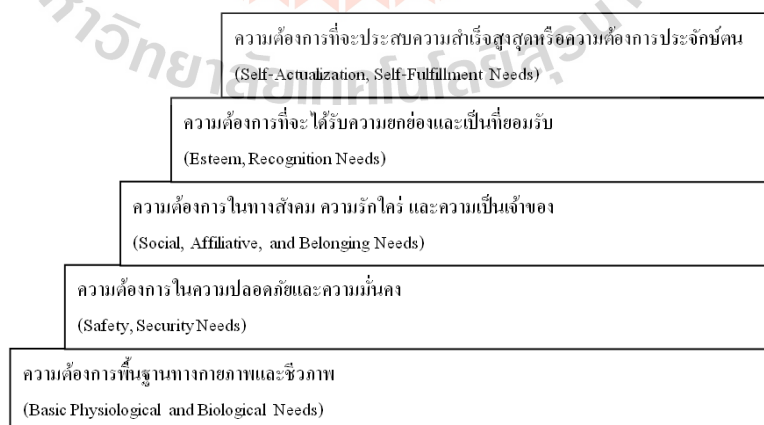 ความต้องการที่จะประสบความสำเร็จสูงสุดหรือความต้องการประจักษ์ตน
(Self-Actualization, Self-Fulfillment Needs)
ความต้องการที่จะได้รับความยกย่องและเป็นที่ยอมรับ
(Esteem, Recognition Needs)
ความต้องการในทางสังคม ความรักใคร่ และความเป็นเจ้าของ
(Social, Affiliative, and Belonging Needs)
ความต้องการในความปลอดภัยและความมั่นคง
(Safety, Security Needs)
ความต้องการพื้นฐานทางกายภาพและชีวภาพ
(Basic Physiological and Biological Needs)